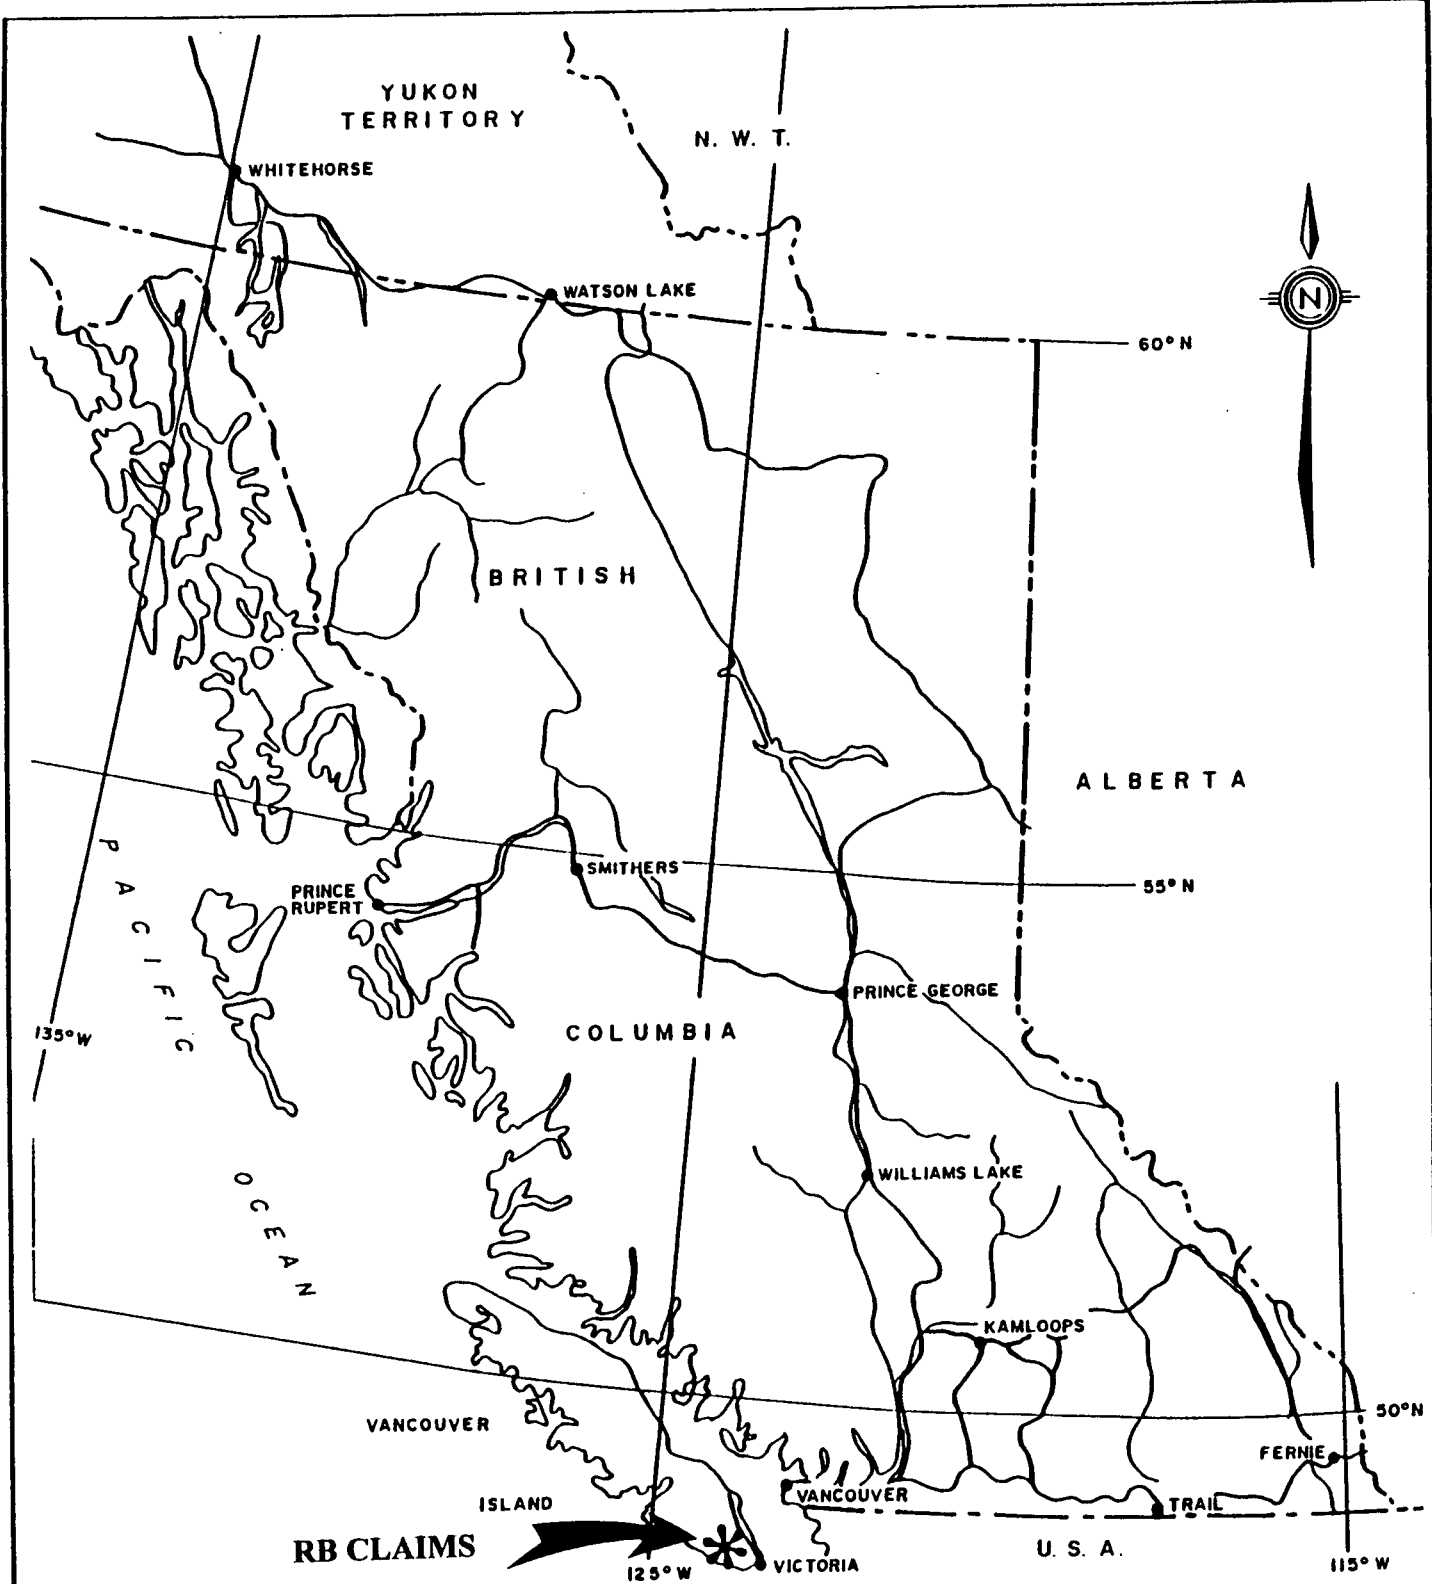 YUKON
TERRITORY
N. W. T.
WHITEHORSE
WATSON LAKE
N
60° N
BRITISH
ALBERTA
PACIFIC
SMITHERS
55° N
PRINCE
RUPERT
PRINCE GEORGE
COLUMBIA
135° W
WILLIAMS LAKE
OCEAN
KAMLOOPS
50° N
VANCOUVER
FERNIE
ISLAND
VANCOUVER
TRAIL
RB CLAIMS
U. S. A.
VICTORIA
125° W
115° W